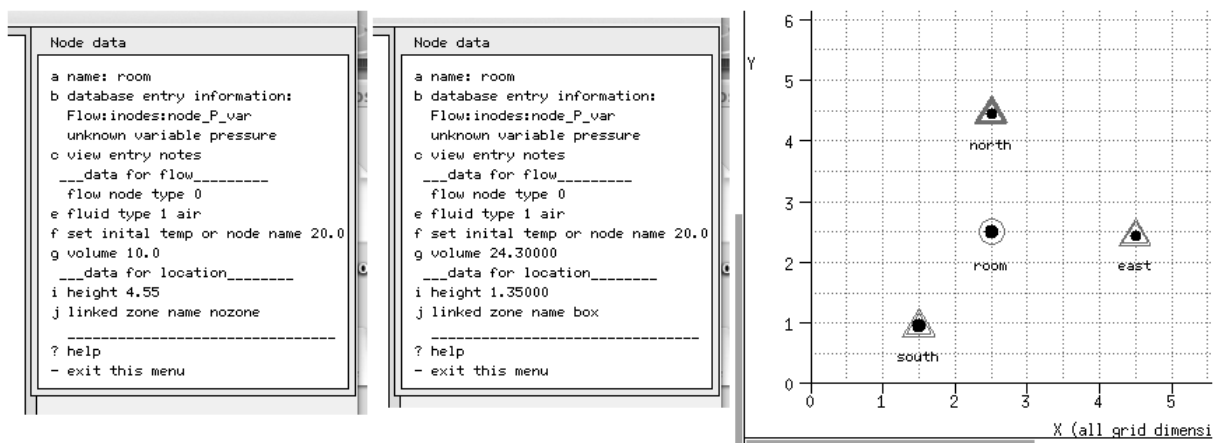 Node data
a name: room
b database entry information:
Flow:inodes:node_P_var
unknown variable pressure
c view entry notes
___data for flow_________
flow node type 0
e fluid type 1 air
f set inital temp or node name 20.0
g volume 10.0
___data for location________
i height 4.55
j linked zone name nozone
? help
- exit this menu
Node data
a name: room
b database entry information:
Flow:inodes:node_P_var
unknown variable pressure
c view entry notes
___data for flow_________
flow node type 0
e fluid type 1 air
f set inital temp or node name 20.0
g volume 24.30000
___data for location________
i height 1.35000
j linked zone name box
? help
- exit this menu
6
Y
5
north
4
3
room
east
2
1
south
0
0 1 2 3 4 5
X (all grid dimensi